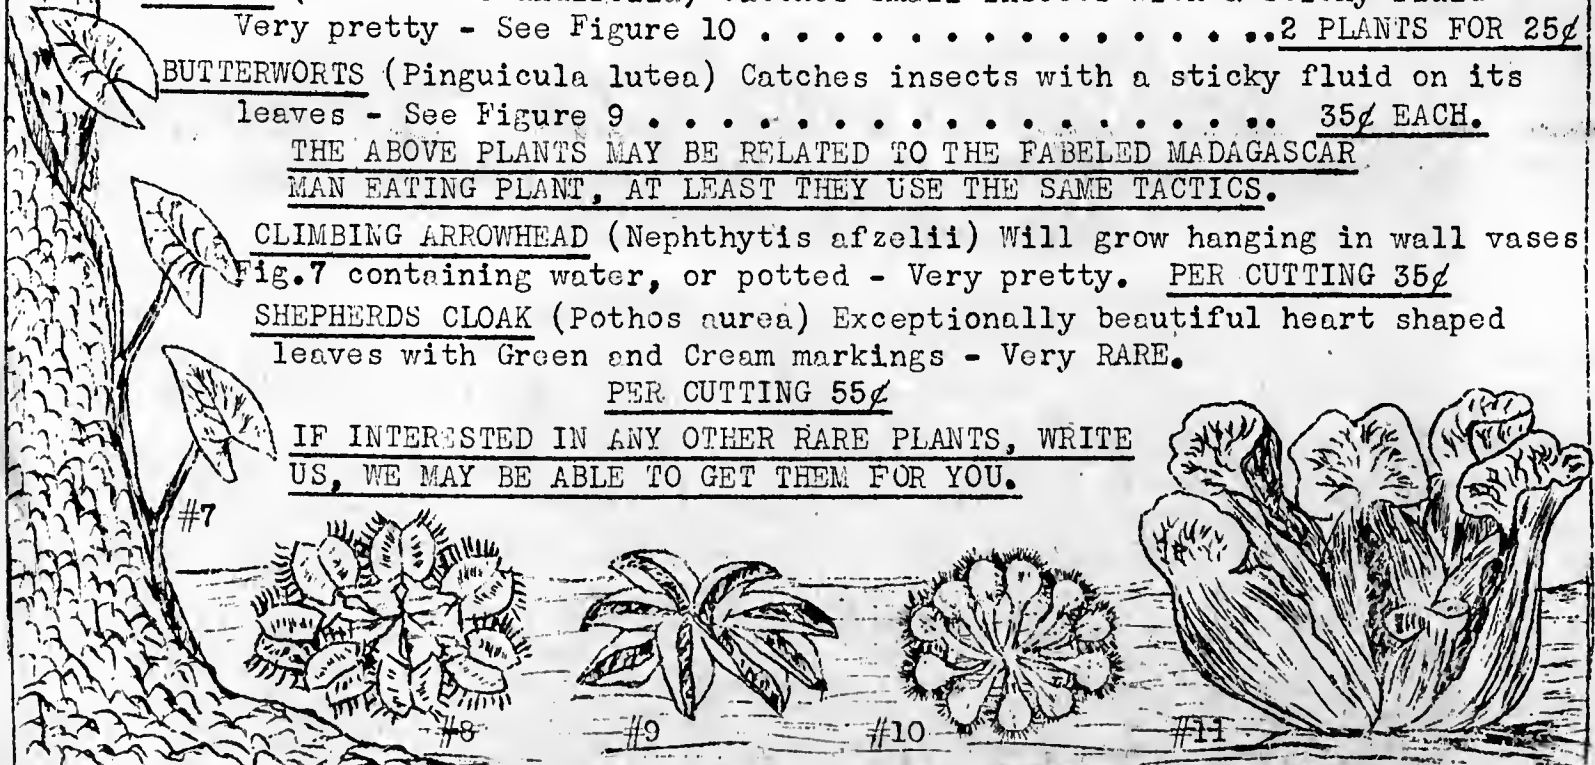 Very pretty - See Figure 10 . . . . . . . . . . . . . . . .. 2 PLANTS FOR 25¢
BUTTERWORTS (Pinguicula lutea) Catches insects with a sticky fluid on its
leaves - See Figure 9 . . . . . . . . . . . . . . . . . .. 35¢ EACH.
THE ABOVE PLANTS MAY BE RELATED TO THE FABELED MADAGASCAR
MAN EATING PLANT, AT LEAST THEY USE THE SAME TACTICS.
CLIMBING ARROWHEAD (Nephthytis afzelii) Will grow hanging in wall vases
Fig.7 containing water, or potted - Very pretty. PER CUTTING 35¢
SHEPHERDS CLOAK (Pothos aurea) Exceptionally beautiful heart shaped
leaves with Green and Cream markings - Very RARE.
PER CUTTING 55¢
IF INTERESTED IN ANY OTHER RARE PLANTS, WRITE
US, WE MAY BE ABLE TO GET THEM FOR YOU.
#7
#8 #9 #10 #11